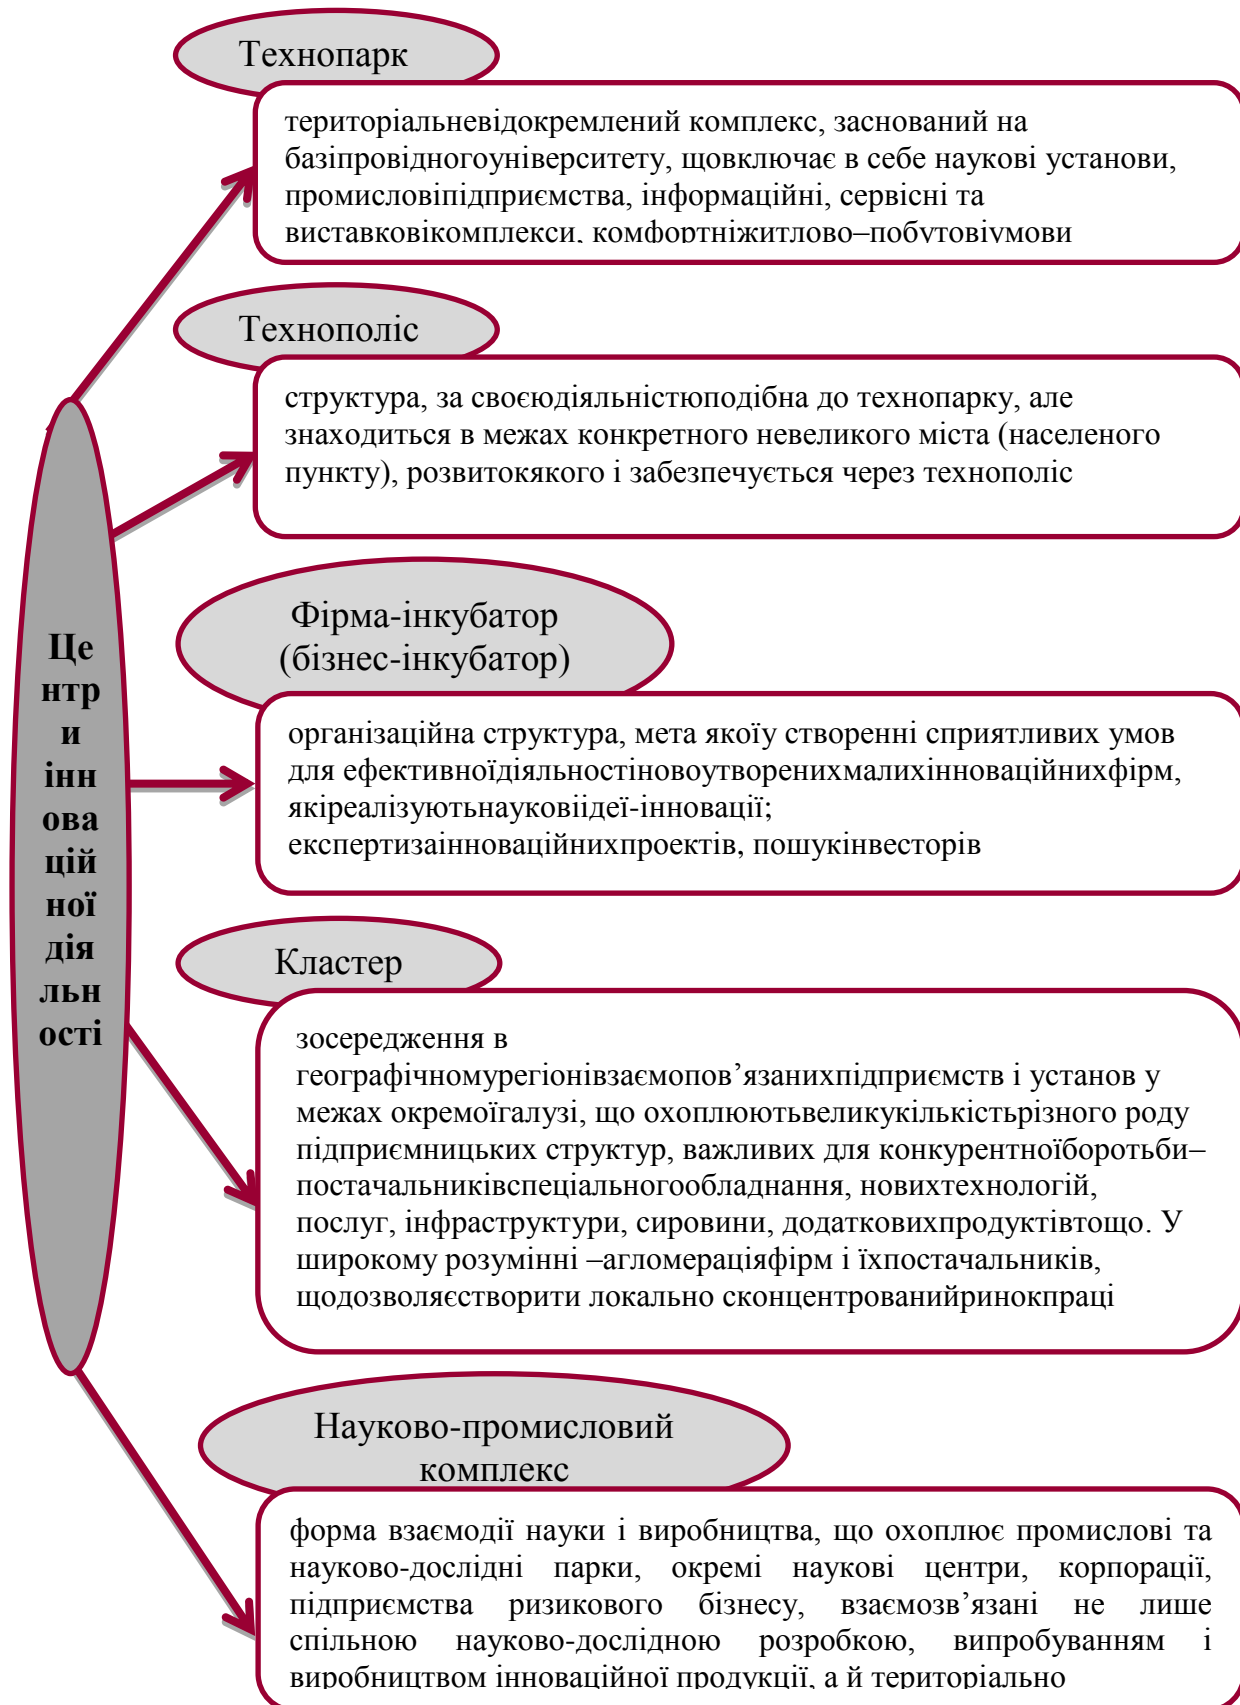 Технопарк
територіальневідокремлений комплекс, заснований на
базіпровідногоуніверситету, щовключає в себе наукові установи,
промисловіпідприємства, інформаційні, сервісні та
виставковікомплекси, комфортніжитлово–побутовіумови
Технополіс
структура, за своєюдіяльністюподібна до технопарку, але
знаходиться в межах конкретного невеликого міста (населеного
пункту), розвитокякого і забезпечується через технополіс
Це
нтр
и
інн
ова
цій
ної
дія
льн
ості
Фірма-інкубатор
(бізнес-інкубатор)
організаційна структура, мета якоїу створенні сприятливих умов
для ефективноїдіяльностіновоутворенихмалихінноваційнихфірм,
якіреалізуютьнауковіідеї-інновації;
експертизаінноваційнихпроектів, пошукінвесторів
Кластер
зосередження в
географічномурегіонівзаємопов’язанихпідприємств і установ у
межах окремоїгалузі, що охоплюютьвеликукількістьрізного роду
підприємницьких структур, важливих для конкурентноїборотьби–
постачальниківспеціальногообладнання, новихтехнологій,
послуг, інфраструктури, сировини, додатковихпродуктівтощо. У
широкому розумінні –агломераціяфірм і їхпостачальників,
щодозволяєстворити локально сконцентрованийринокпраці
Науково-промисловий
комплекс
форма взаємодії науки і виробництва, що охоплює промислові та
науково-дослідні парки, окремі наукові центри, корпорації,
підприємства ризикового бізнесу, взаємозв’язані не лише
спільною науково-дослідною розробкою, випробуванням і
виробництвом інноваційної продукції, а й територіально